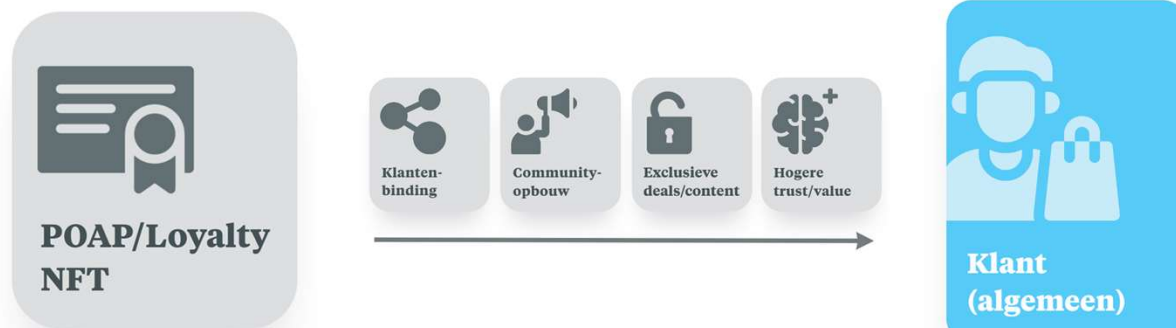 POAP/Loyalty
NFT
Klanten-
binding
Community-
opbouw
Exclusieve
deals/content
Hogere
trust/value
Klant
(algemeen)